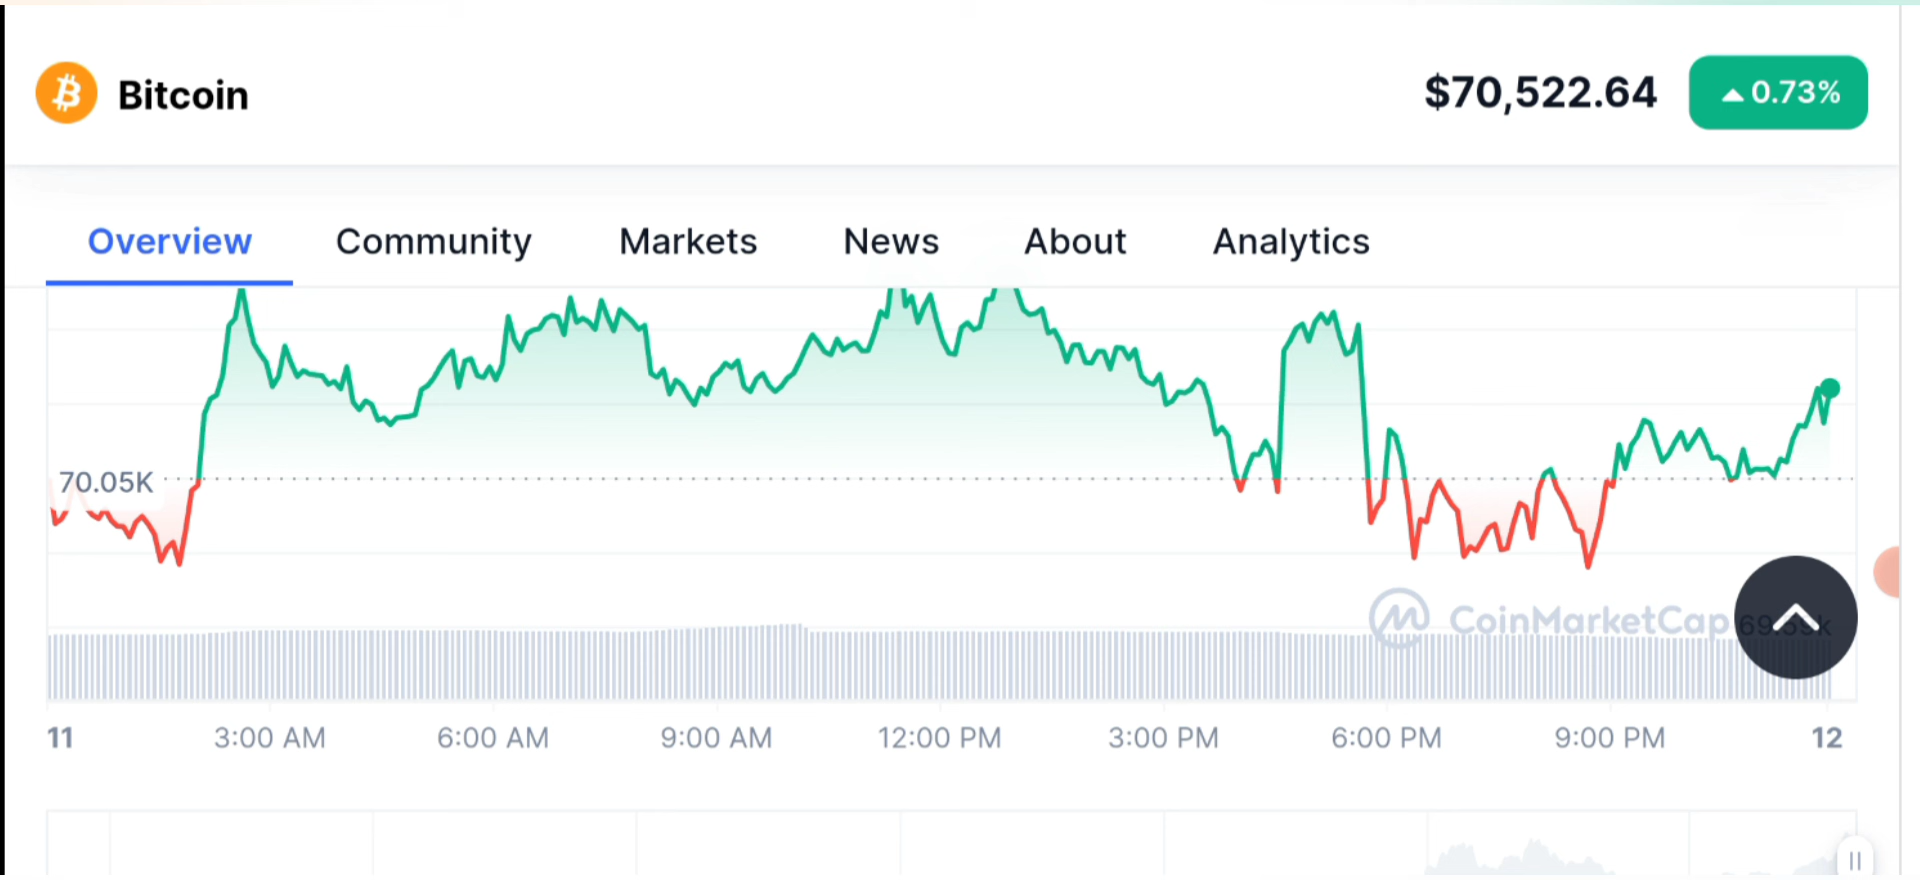 Bitcoin
$70,522.64
0.73%
Overview Community Markets News About Analytics
70.05K
CoinMarketCap
11 3:00 AM 6:00 AM 9:00 AM 12:00 PM 3:00 PM 6:00 PM 9:00 PM 12